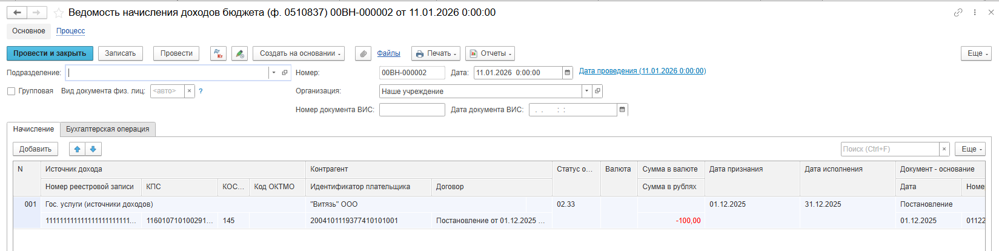 Ведомость начисления доходов бюджета (ф. 0510837) 00ВН-000002 от 11.01.2026 0:00:00
Основное Процесс
Провести и закрыть Записать Провести Дт Кт Создать на основании Файлы Печать Отчеты Еще
Подразделение: Номер: 00ВН-000002 Дата: 11.01.2026 0:00:00 Дата проведения (11.01.2026 0:00:00)
Групповая Вид документа физ. лиц: <авто> × ? Организация: Наше учреждение
Номер документа ВИС: Дата документа ВИС: . . : :
Начисление Бухгалтерская операция
Добавить Поиск (Ctrl+F) × Еще
N Источник дохода Контрагент Статус о... Валюта Сумма в валюте Дата признания Дата исполнения Документ - основание
Номер реестровой записи КПС КОС... Код ОКТМО Идентификатор плательщика Договор Сумма в рублях Дата Номе
001 Гос. услуги (источники доходов) "Витязь" ООО 02.33 01.12.2025 31.12.2025 Постановление
11111111111111111111111111... 116010710100291... 145 2004101119377410101001 Постановление от 01.12.2025 ... -100,00 01.12.2025 01122